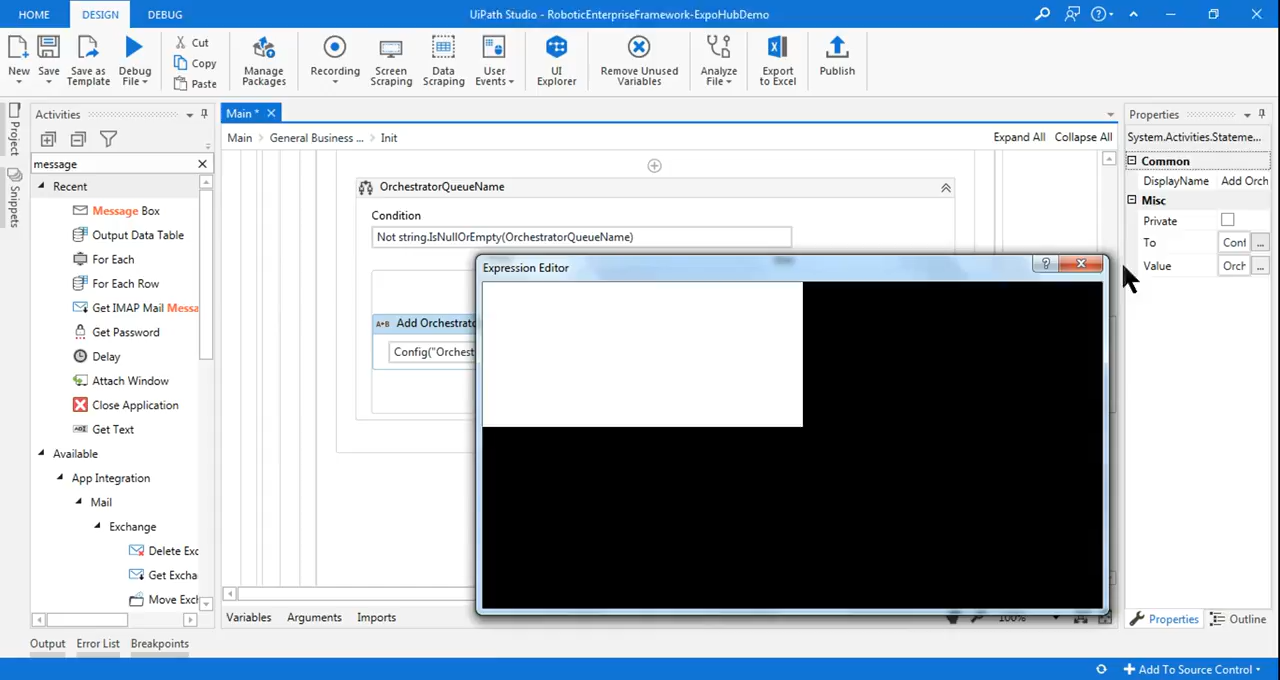 HOME DESIGN DEBUG UiPath Studio - RoboticEnterpriseFramework-ExpoHubDemo
New Save Save as Template Debug File Cut Copy Paste Manage Packages Recording Screen Scraping Data Scraping User Events UI Explorer Remove Unused Variables Analyze File Export to Excel Publish
Project
Snippets
Activities
message
Recent
Message Box
Output Data Table
For Each
For Each Row
Get IMAP Mail Messa
Get Password
Delay
Attach Window
Close Application
Get Text
Available
App Integration
Mail
Exchange
Delete Exc
Get Excha
Move Exch
Main *
Main > General Business ... > Init
Expand All Collapse All
OrchestratorQueueName
Condition
Not string.IsNullOrEmpty(OrchestratorQueueName)
A+B Add Orchestrato
Config("Orchest
Expression Editor
Variables Arguments Imports
100%
Properties
System.Activities.Stateme...
Common
DisplayName Add Orch
Misc
Private
To Conf ...
Value Orch ...
Properties Outline
Output Error List Breakpoints
Add To Source Control